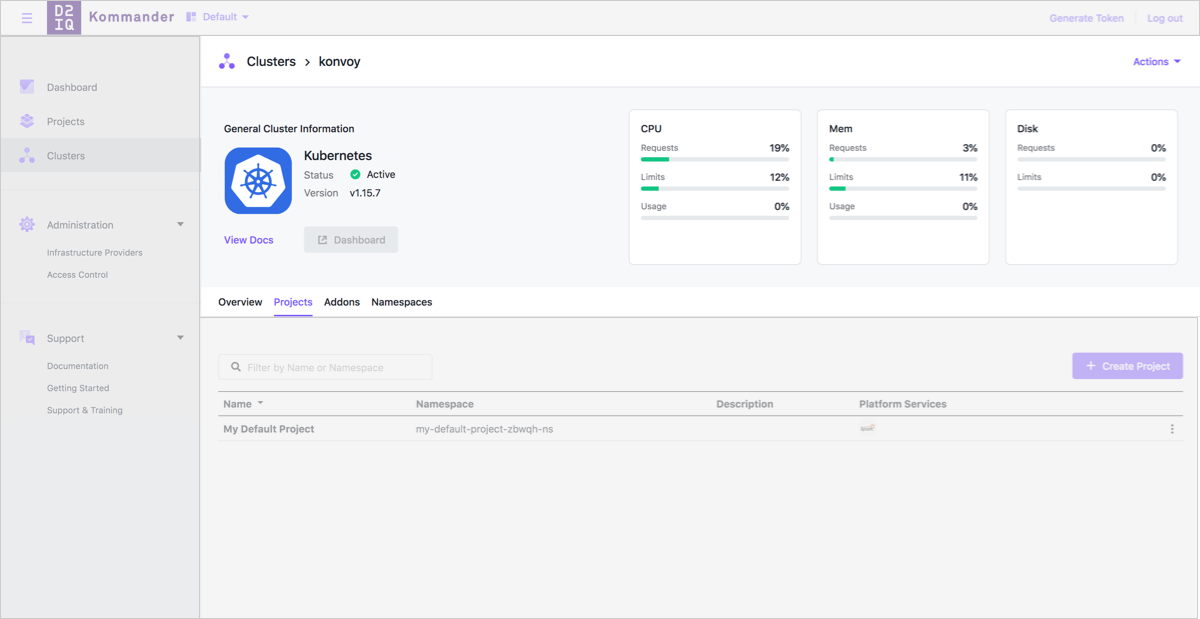 D2 IQ Kommander Default Generate Token Log out
Dashboard
Projects
Clusters
Administration
Infrastructure Providers
Access Control
Support
Documentation
Getting Started
Support & Training
Clusters > konvoy Actions
General Cluster Information
Kubernetes
Status Active
Version v1.15.7
View Docs Dashboard
CPU
Requests 19%
Limits 12%
Usage 0%
Mem
Requests 3%
Limits 11%
Usage 0%
Disk
Requests 0%
Limits 0%
Overview Projects Addons Namespaces
Filter by Name or Namespace + Create Project
Name Namespace Description Platform Services
My Default Project my-default-project-zbwqh-ns